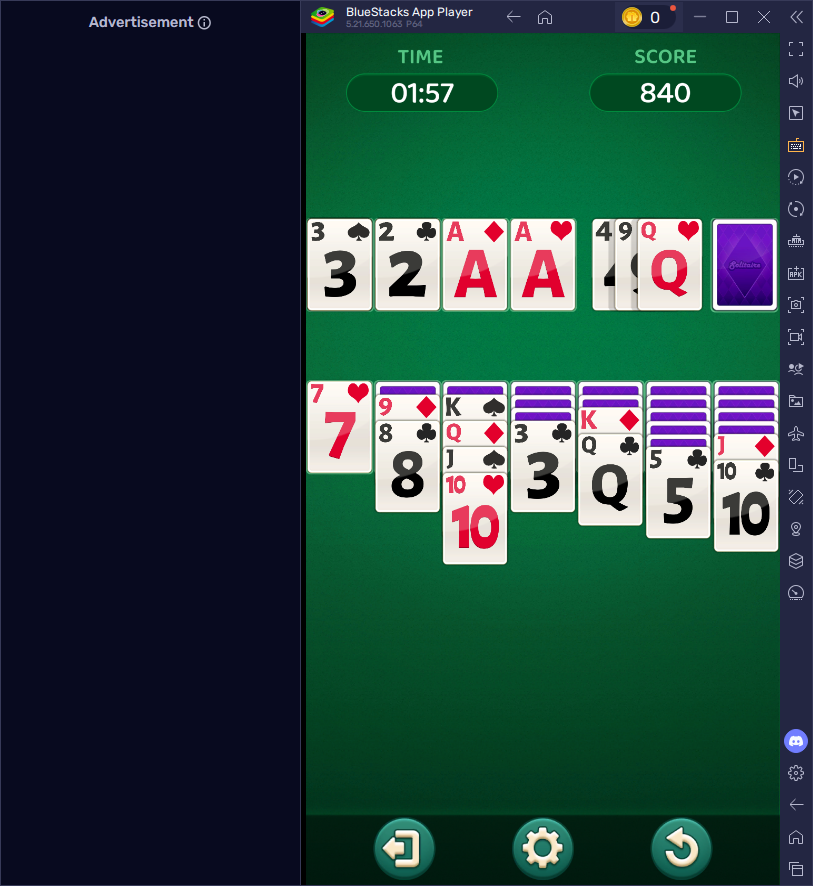 Advertisement
BlueStacks App Player
5.21.650.1063 P64
0
TIME
SCORE
01:57
840
3
2
A
A
4
9
Q
3
2
A
A
Q
Solitaire
7
7
9
8
8
K
Q
J
10
10
3
3
K
Q
Q
5
5
J
10
10
APK